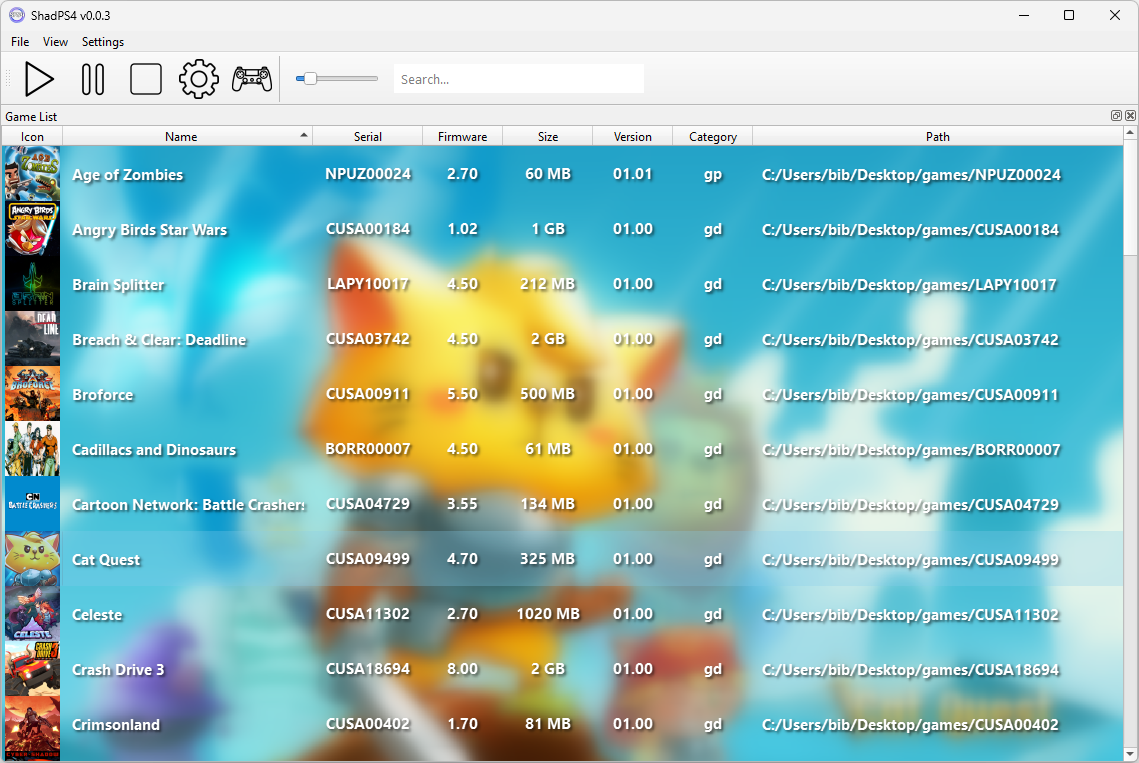 ShadPS4 v0.0.3
File View Settings
Search...
Game List
Icon Name Serial Firmware Size Version Category Path
Age of Zombies NPUZ00024 2.70 60 MB 01.01 gp C:/Users/bib/Desktop/games/NPUZ00024
Angry Birds Star Wars CUSA00184 1.02 1 GB 01.00 gd C:/Users/bib/Desktop/games/CUSA00184
Brain Splitter LAPY10017 4.50 212 MB 01.00 gd C:/Users/bib/Desktop/games/LAPY10017
Breach & Clear: Deadline CUSA03742 4.50 2 GB 01.00 gd C:/Users/bib/Desktop/games/CUSA03742
Broforce CUSA00911 5.50 500 MB 01.00 gd C:/Users/bib/Desktop/games/CUSA00911
Cadillacs and Dinosaurs BORR00007 4.50 61 MB 01.00 gd C:/Users/bib/Desktop/games/BORR00007
Cartoon Network: Battle Crashers CUSA04729 3.55 134 MB 01.00 gd C:/Users/bib/Desktop/games/CUSA04729
Cat Quest CUSA09499 4.70 325 MB 01.00 gd C:/Users/bib/Desktop/games/CUSA09499
Celeste CUSA11302 2.70 1020 MB 01.00 gd C:/Users/bib/Desktop/games/CUSA11302
Crash Drive 3 CUSA18694 8.00 2 GB 01.00 gd C:/Users/bib/Desktop/games/CUSA18694
Crimsonland CUSA00402 1.70 81 MB 01.00 gd C:/Users/bib/Desktop/games/CUSA00402